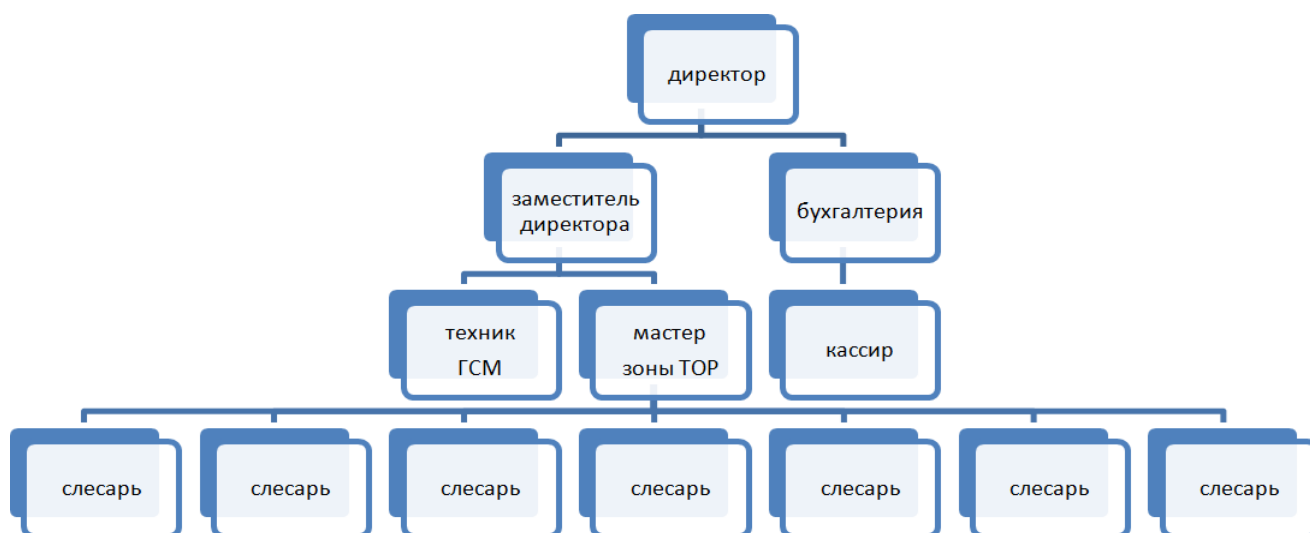 директор
заместитель
директора
бухгалтерия
техник
ГСМ
мастер
зоны ТОР
кассир
слесарь
слесарь
слесарь
слесарь
слесарь
слесарь
слесарь